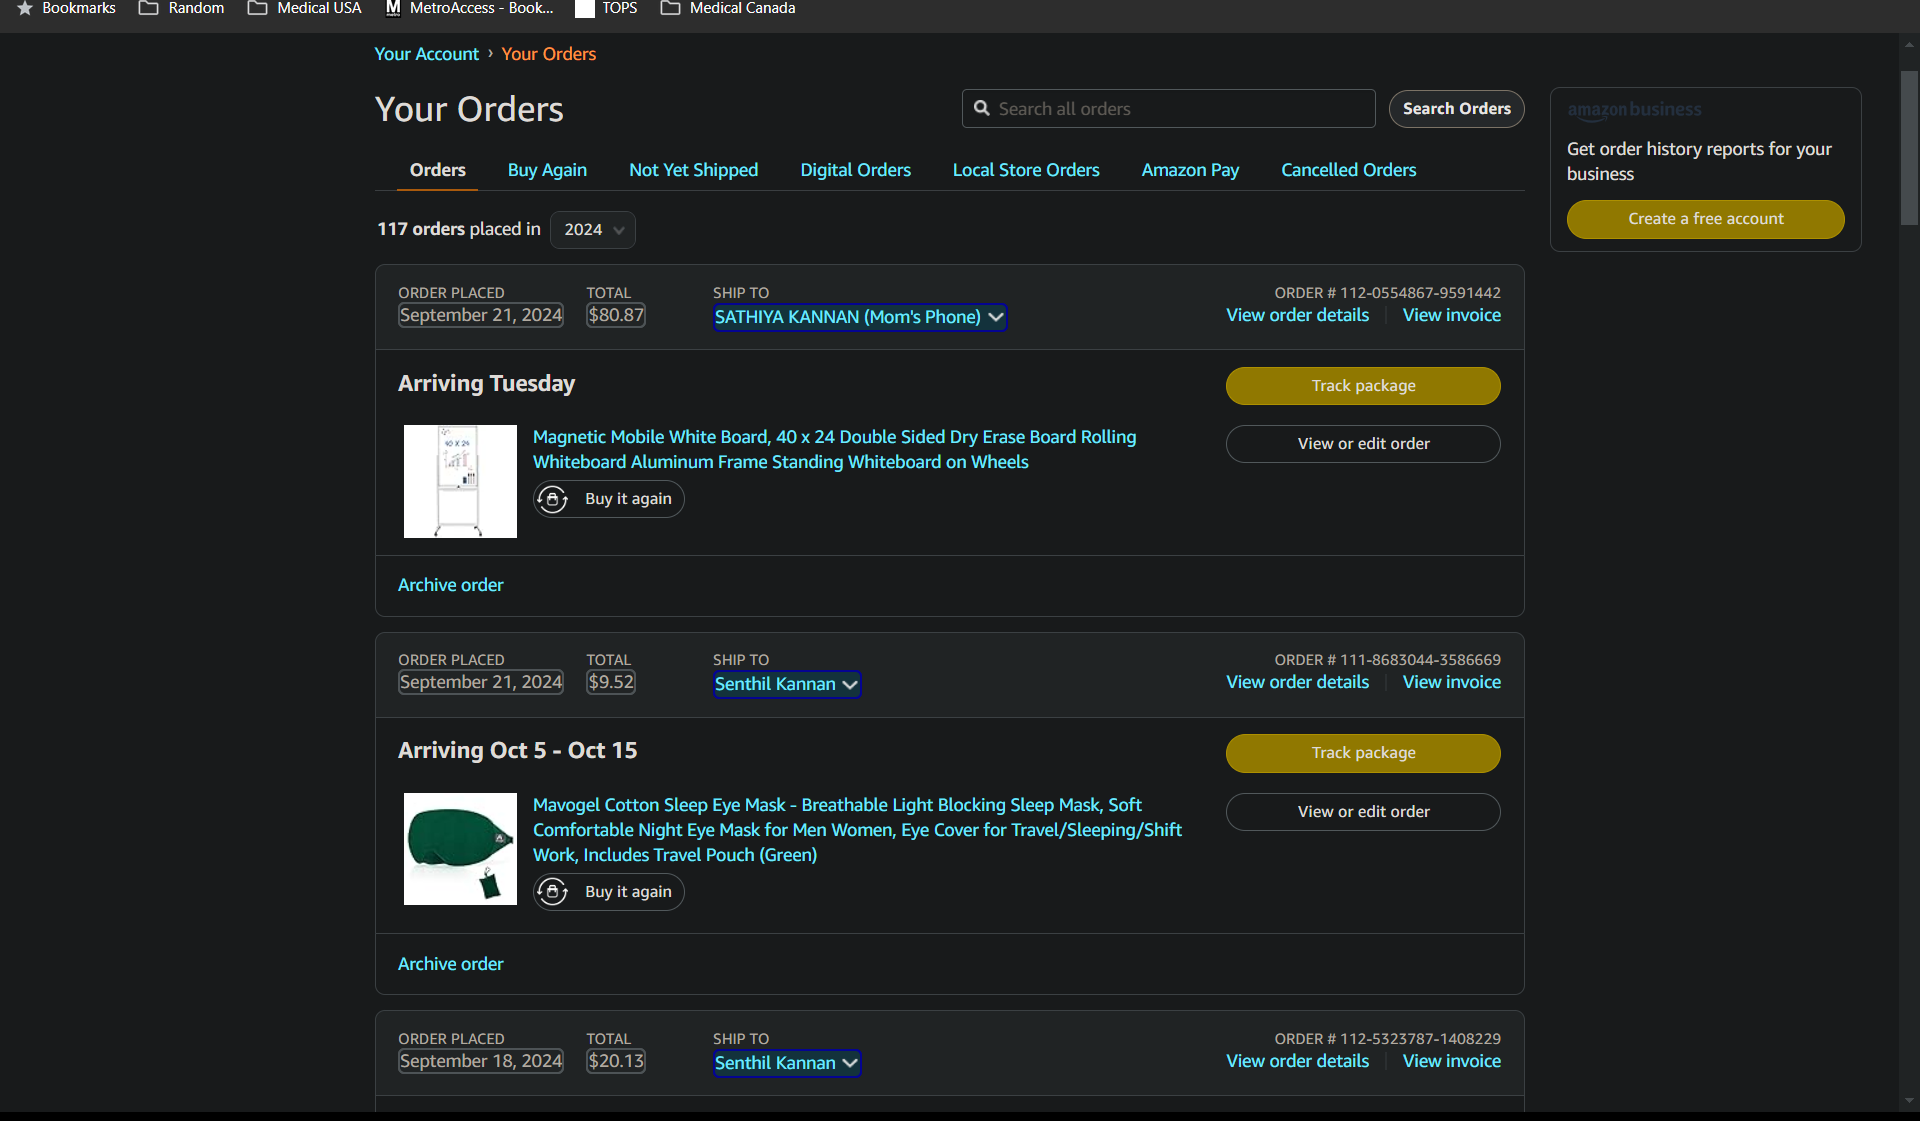 Bookmarks Random Medical USA MetroAccess - Book... TOPS Medical Canada
Your Account › Your Orders
Your Orders
Search all orders
Search Orders
Orders Buy Again Not Yet Shipped Digital Orders Local Store Orders Amazon Pay Cancelled Orders
117 orders placed in 2024
amazon business
Get order history reports for your
business
Create a free account
ORDER PLACED TOTAL SHIP TO ORDER # 112-0554867-9591442
September 21, 2024 $80.87 SATHIYA KANNAN (Mom's Phone) View order details View invoice
Arriving Tuesday
Track package
View or edit order
40 X 24
Magnetic Mobile White Board, 40 x 24 Double Sided Dry Erase Board Rolling
Whiteboard Aluminum Frame Standing Whiteboard on Wheels
Buy it again
Archive order
ORDER PLACED TOTAL SHIP TO ORDER # 111-8683044-3586669
September 21, 2024 $9.52 Senthil Kannan View order details View invoice
Arriving Oct 5 - Oct 15
Track package
View or edit order
Mavogel Cotton Sleep Eye Mask - Breathable Light Blocking Sleep Mask, Soft
Comfortable Night Eye Mask for Men Women, Eye Cover for Travel/Sleeping/Shift
Work, Includes Travel Pouch (Green)
Buy it again
Archive order
ORDER PLACED TOTAL SHIP TO ORDER # 112-5323787-1408229
September 18, 2024 $20.13 Senthil Kannan View order details View invoice